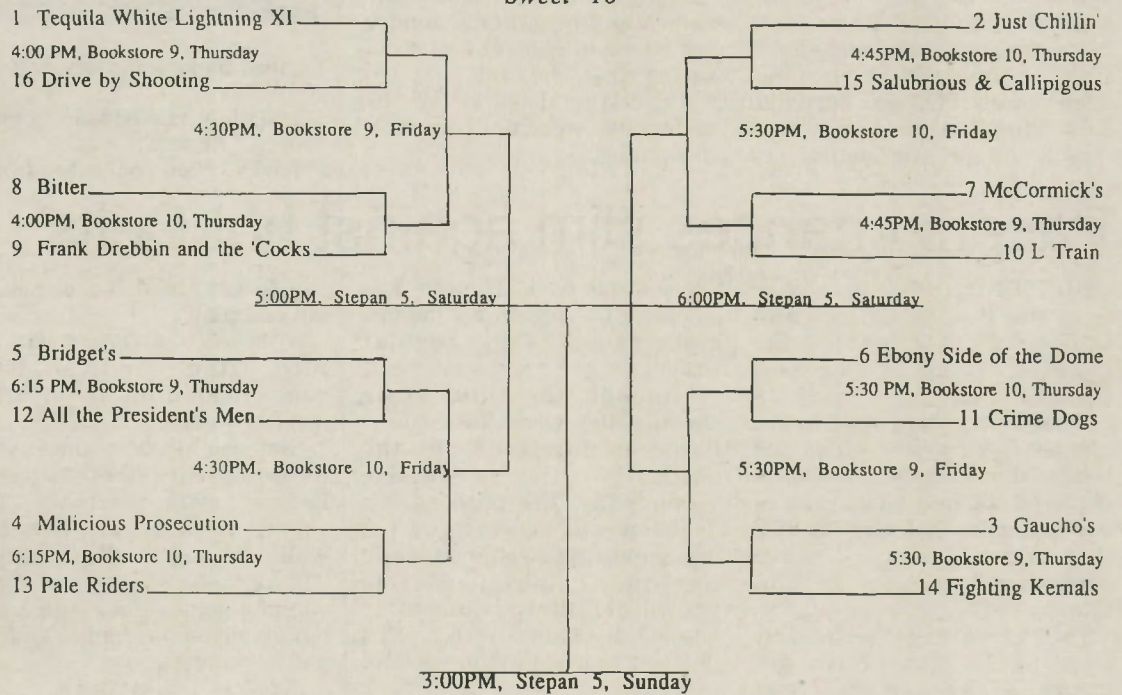 Sweet 16
1 Tequila White Lightning XI
4:00 PM, Bookstore 9, Thursday
16 Drive by Shooting
4:30PM, Bookstore 9, Friday
8 Bitter
4:00PM, Bookstore 10, Thursday
9 Frank Drebbin and the 'Cocks
5:00PM, Stepan 5, Saturday
5 Bridget's
6:15 PM, Bookstore 9, Thursday
12 All the President's Men
4:30PM, Bookstore 10, Friday
4 Malicious Prosecution
6:15PM, Bookstore 10, Thursday
13 Pale Riders
2 Just Chillin'
4:45PM, Bookstore 10, Thursday
15 Salubrious & Callipigous
5:30PM, Bookstore 10, Friday
7 McCormick's
4:45PM, Bookstore 9, Thursday
10 L Train
6:00PM, Stepan 5, Saturday
6 Ebony Side of the Dome
5:30 PM, Bookstore 10, Thursday
11 Crime Dogs
5:30PM, Bookstore 9, Friday
3 Gaucho's
5:30, Bookstore 9, Thursday
14 Fighting Kernals
3:00PM, Stepan 5, Sunday